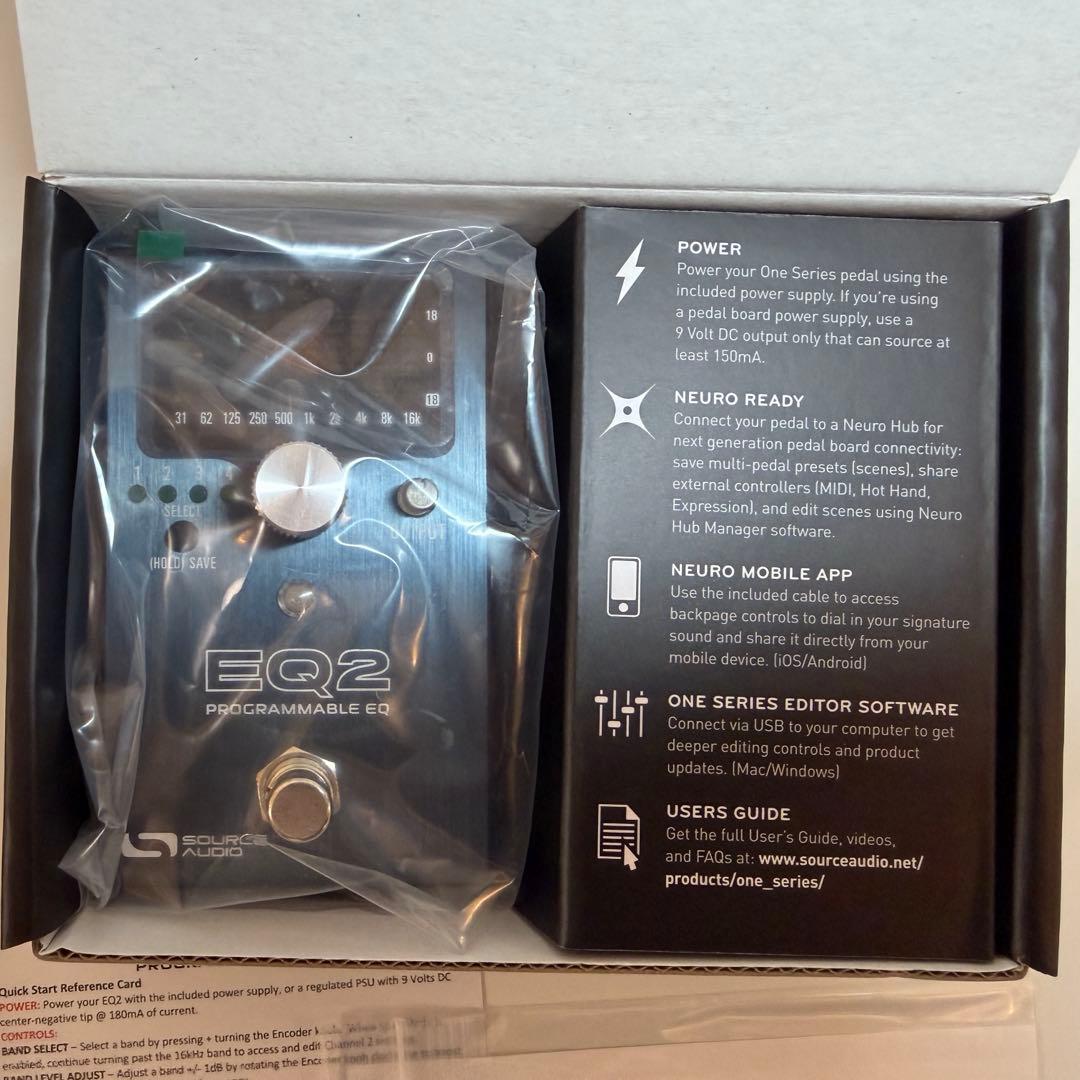 18
0
18
31 62 125 250 500 1k 2k 4k 8k 16k
1 2 3 4
SELECT
OUTPUT
(HOLD) SAVE
EQ2
PROGRAMMABLE EQ
SOURCE
AUDIO
POWER
Power your One Series pedal using the
included power supply. If you're using
a pedal board power supply, use a
9 Volt DC output only that can source at
least 150mA.
NEURO READY
Connect your pedal to a Neuro Hub for
next generation pedal board connectivity:
save multi-pedal presets (scenes), share
external controllers (MIDI, Hot Hand,
Expression), and edit scenes using Neuro
Hub Manager software.
NEURO MOBILE APP
Use the included cable to access
backpage controls to dial in your signature
sound and share it directly from your
mobile device. (iOS/Android)
ONE SERIES EDITOR SOFTWARE
Connect via USB to your computer to get
deeper editing controls and product
updates. (Mac/Windows)
USERS GUIDE
Get the full User's Guide, videos,
and FAQs at: www.sourceaudio.net/
products/one_series/
Quick Start Reference Card
POWER: Power your EQ2 with the included power supply, or a regulated PSU with 9 Volts DC
center-negative tip @ 180mA of current.
CONTROLS:
BAND SELECT – Select a band by pressing + turning the Encoder
enabled, continue turning past the 16kHz band to access and edit Channel 2
BAND LEVEL ADJUST – Adjust a band +/- 1dB by rotating the Encoder knob